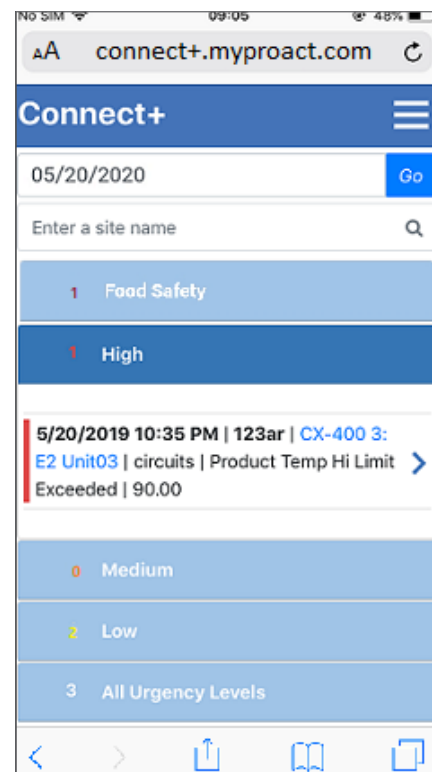 No SIM 09:05 48%
AA connect+.myproact.com
Connect+
05/20/2020 Go
Enter a site name
1 Food Safety
1 High
5/20/2019 10:35 PM | 123ar | CX-400 3:
E2 Unit03 | circuits | Product Temp Hi Limit
Exceeded | 90.00
0 Medium
2 Low
3 All Urgency Levels